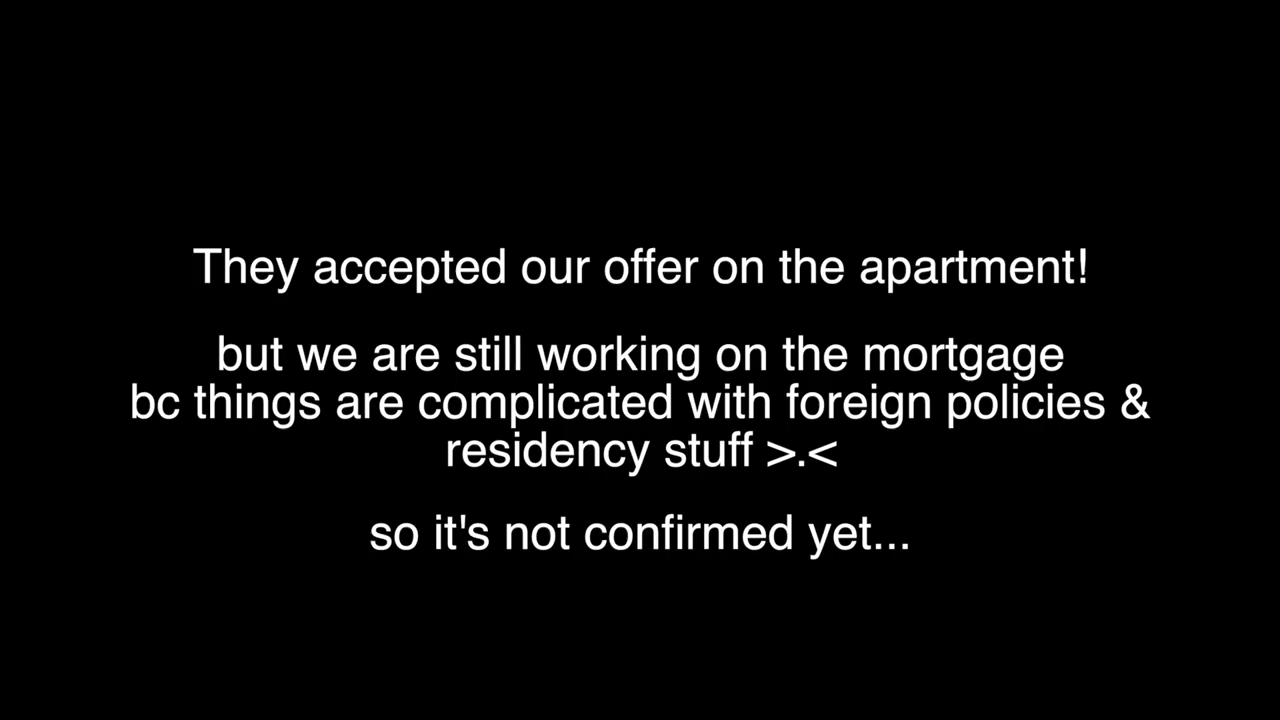 They accepted our offer on the apartment!
but we are still working on the mortgage
bc things are complicated with foreign policies &
residency stuff >.<
so it's not confirmed yet...